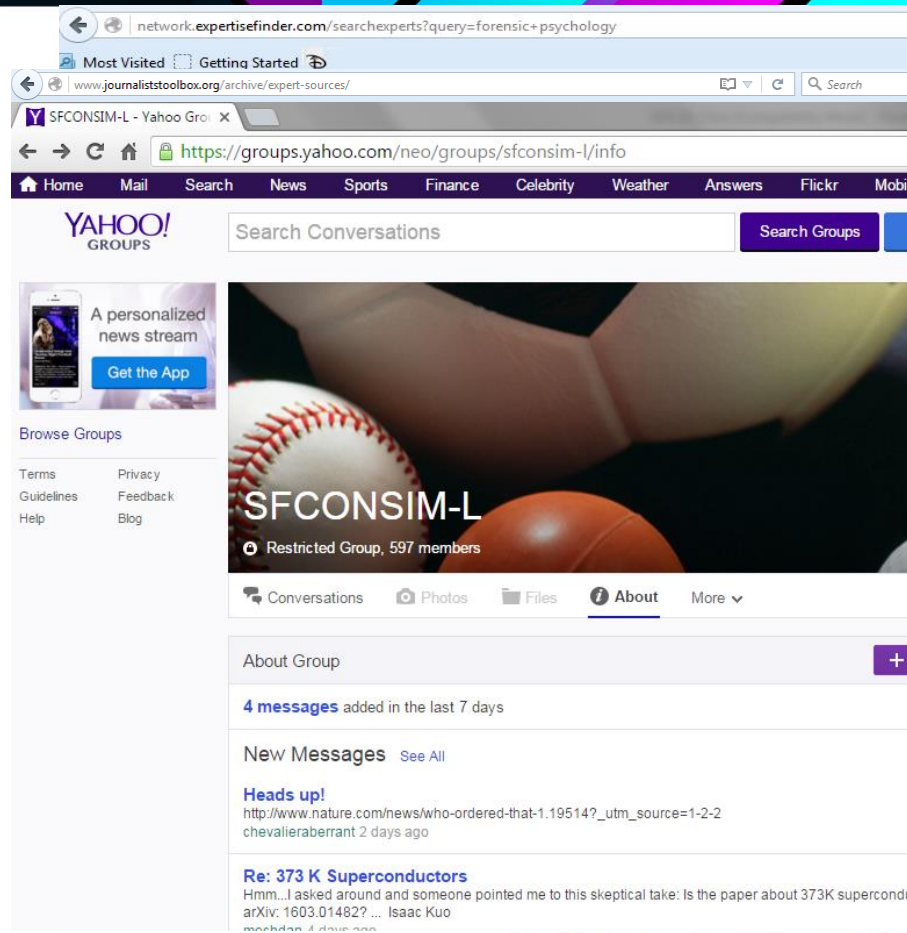 network.expertisefinder.com/searchexperts?query=forensic+psychology
Most Visited Getting Started
www.journaliststoolbox.org/archive/expert-sources/ Search
SFCONSIM-L - Yahoo Gro
https://groups.yahoo.com/neo/groups/sfconsim-l/info
Home Mail Search News Sports Finance Celebrity Weather Answers Flickr Mobi
YAHOO!
GROUPS
Search Conversations
Search Groups
A personalized
news stream
Get the App
Browse Groups
Terms Privacy
Guidelines Feedback
Help Blog
SFCONSIM-L
Restricted Group, 597 members
Conversations Photos Files About More
About Group
4 messages added in the last 7 days
New Messages See All
Heads up!
http://www.nature.com/news/who-ordered-that-1.19514?_utm_source=1-2-2
chevalieraberrant 2 days ago
Re: 373 K Superconductors
Hmm...I asked around and someone pointed me to this skeptical take: Is the paper about 373K supercond
arXiv: 1603.01482? ... Isaac Kuo
mechdan 4 days ago